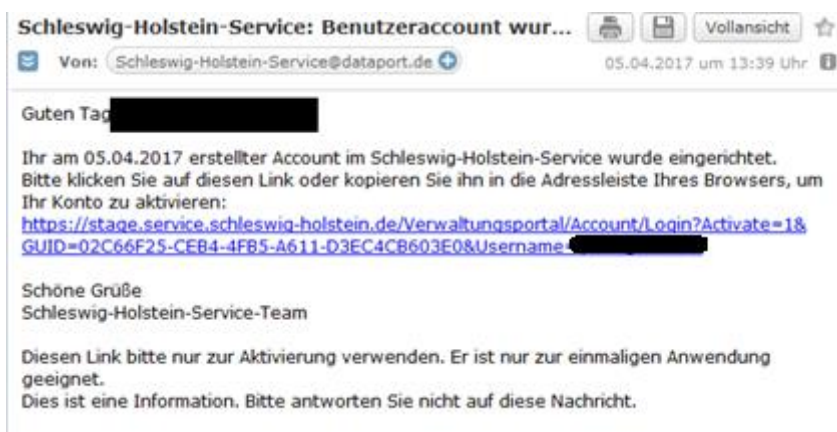 Schleswig-Holstein-Service: Benutzeraccount wur...
Vollansicht
Von: Schleswig-Holstein-Service@dataport.de
05.04.2017 um 13:39 Uhr
Guten Tag
Ihr am 05.04.2017 erstellter Account im Schleswig-Holstein-Service wurde eingerichtet.
Bitte klicken Sie auf diesen Link oder kopieren Sie ihn in die Adressleiste Ihres Browsers, um
Ihr Konto zu aktivieren:
https://stage.service.schleswig-holstein.de/Verwaltungsportal/Account/Login?Activate=1&
GUID=02C66F25-CEB4-4FB5-A611-D3EC4CB603E0&Username=
Schöne Grüße
Schleswig-Holstein-Service-Team
Diesen Link bitte nur zur Aktivierung verwenden. Er ist nur zur einmaligen Anwendung
geeignet.
Dies ist eine Information. Bitte antworten Sie nicht auf diese Nachricht.